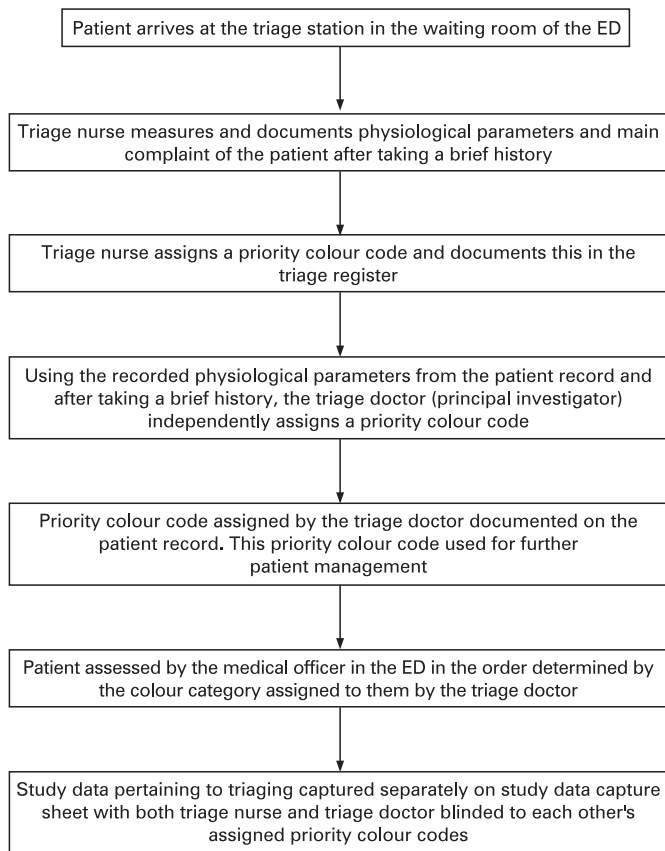 Patient arrives at the triage station in the waiting room of the ED
Triage nurse measures and documents physiological parameters and main
complaint of the patient after taking a brief history
Triage nurse assigns a priority colour code and documents this in the
triage register
Using the recorded physiological parameters from the patient record and
after taking a brief history, the triage doctor (principal investigator)
independently assigns a priority colour code
Priority colour code assigned by the triage doctor documented on the
patient record. This priority colour code used for further
patient management
Patient assessed by the medical officer in the ED in the order determined by
the colour category assigned to them by the triage doctor
Study data pertaining to triaging captured separately on study data capture
sheet with both triage nurse and triage doctor blinded to each other's
assigned priority colour codes